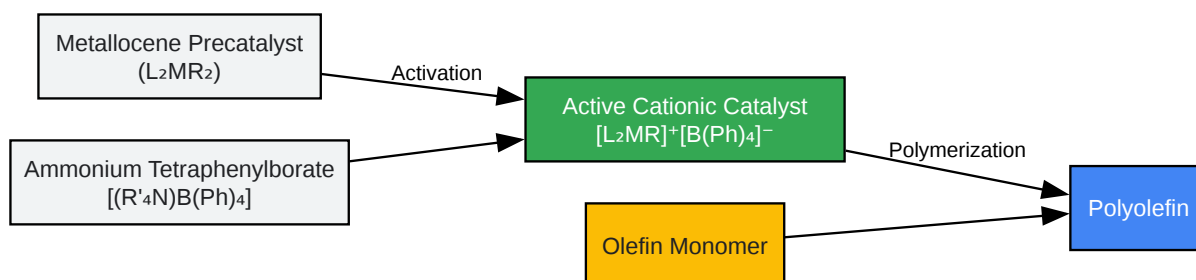 Metallocene Precatalyst
(L₂MR₂)
Activation
Ammonium Tetraphenylborate
[(R'₄N)B(Ph)₄]
Active Cationic Catalyst
[L₂MR]⁺[B(Ph)₄]⁻
Polymerization
Olefin Monomer
Polyolefin